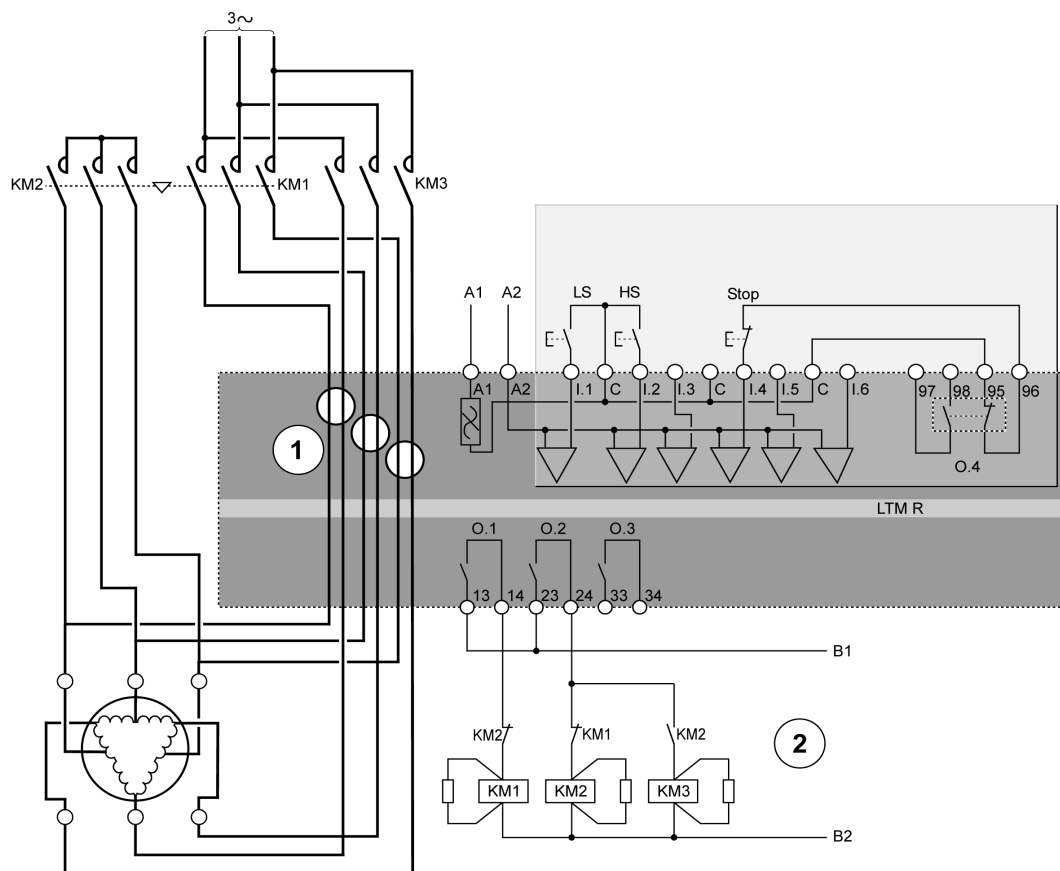 3∼
KM2
KM1
KM3
A1 A2
LS HS
Stop
A1 A2 I.1 C I.2 I.3 C I.4 I.5 C I.6 97 98 95 96
1
O.4
LTM R
O.1 O.2 O.3
13 14 23 24 33 34
B1
KM2 KM1 KM2
2
KM1 KM2 KM3
B2